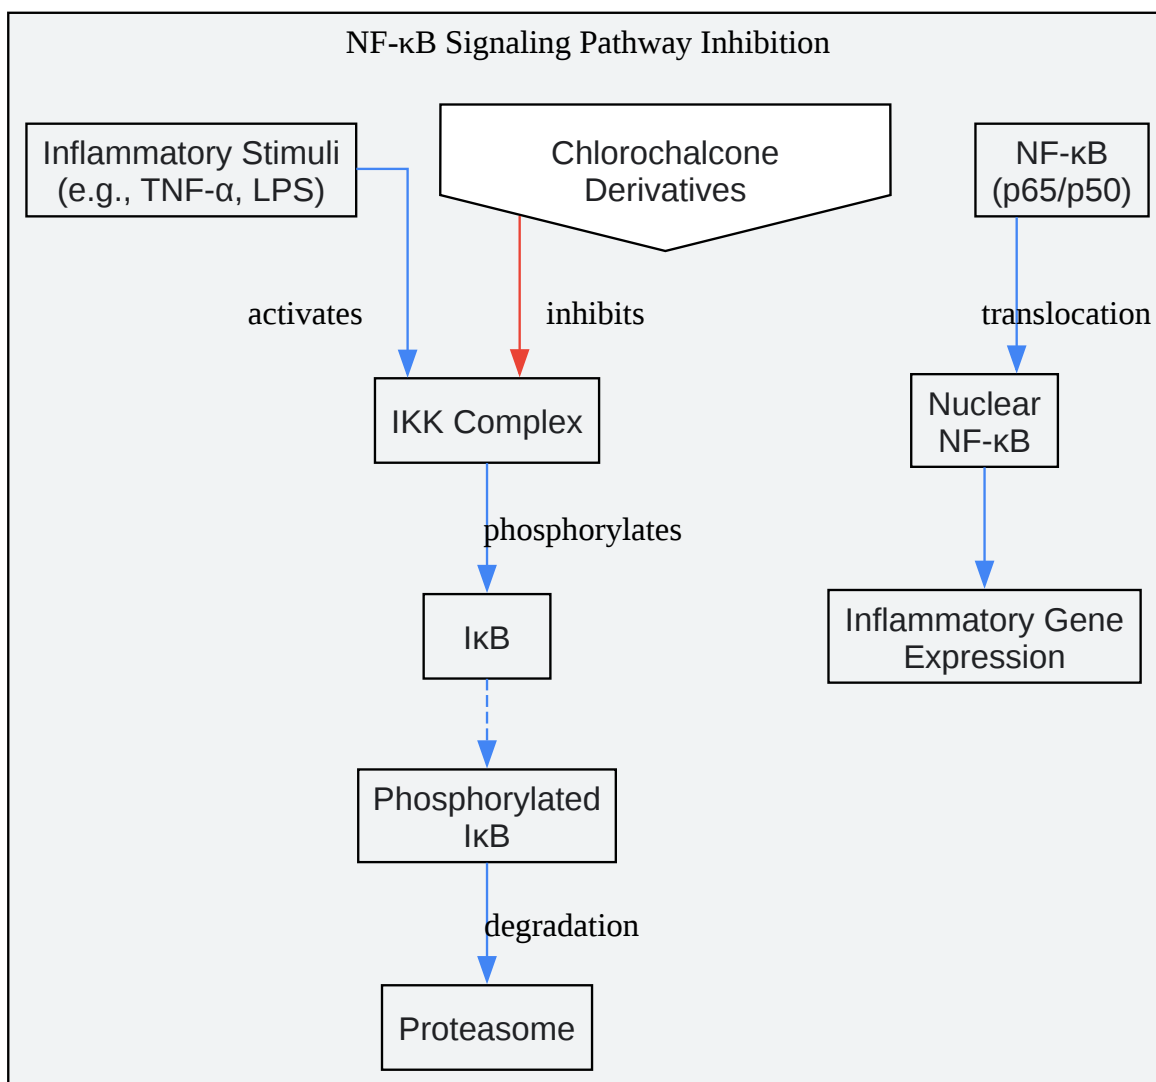 NF-κB Signaling Pathway Inhibition
Inflammatory Stimuli
(e.g., TNF-α, LPS)
Chlorochalcone
Derivatives
NF-κB
(p65/p50)
activates
inhibits
translocation
IKK Complex
Nuclear
NF-κB
phosphorylates
IκB
Inflammatory Gene
Expression
Phosphorylated
IκB
degradation
Proteasome